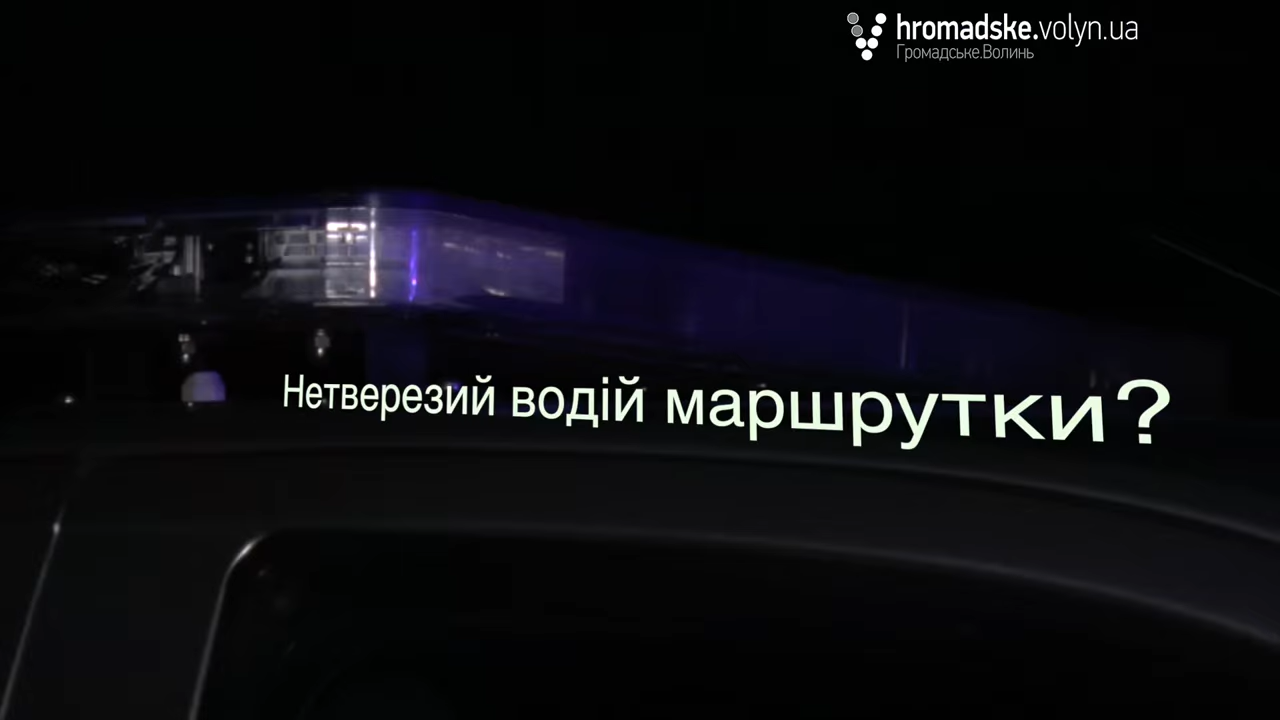 hromadske.volyn.ua
Громадське.Волинь
Нетверезий водій маршрутки?